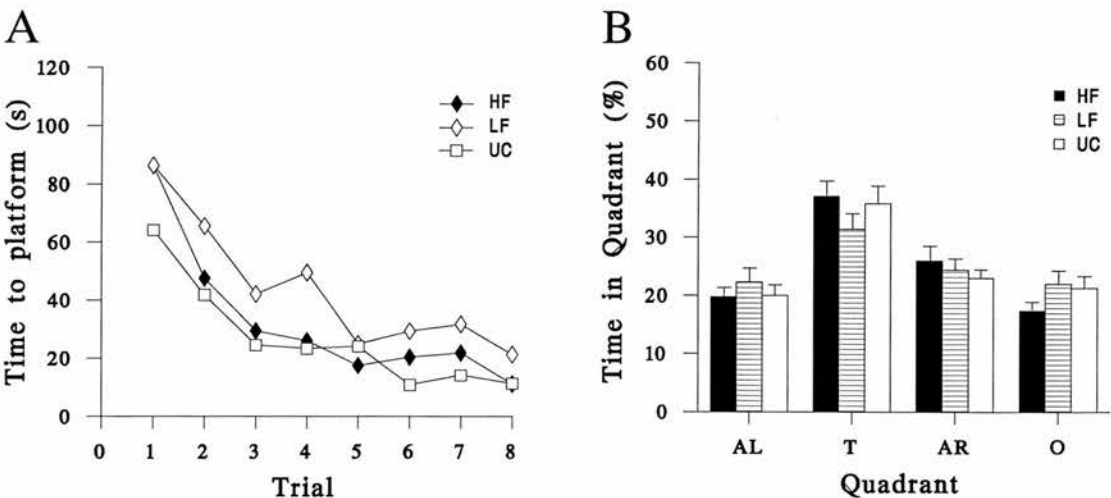 A
Time to platform (s)
120
100
80
60
40
20
0
0 1 2 3 4 5 6 7 8
Trial
HF
LF
UC
B
Time in Quadrant (%)
60
50
40
30
20
10
0
AL T AR O
Quadrant
HF
LF
UC